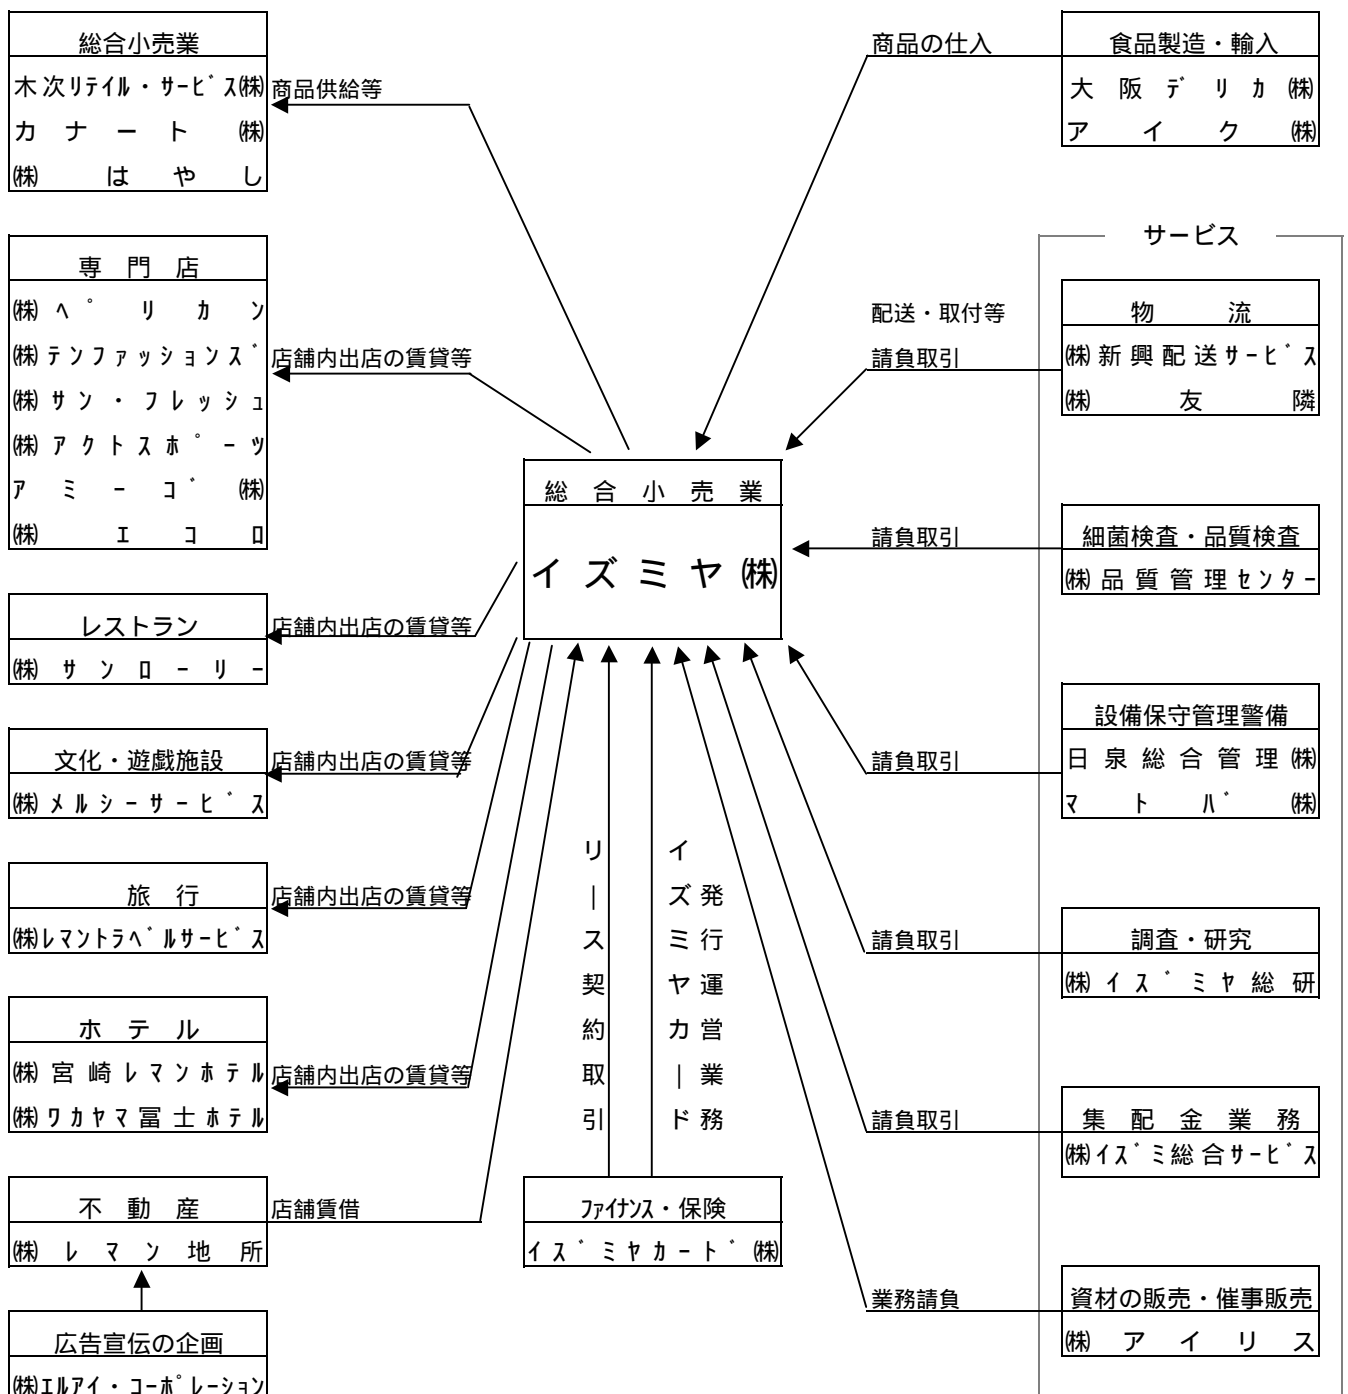 総合小売業
木次リテイル・サービス㈱
カナート㈱
㈱はやし
商品供給等
専門店
㈱ペリカン
㈱テンファッションズ
㈱サン・フレッシュ
㈱アクトスポーツ
アミーゴ㈱
㈱エコロ
店舗内出店の賃貸等
レストラン
㈱サンローリー
店舗内出店の賃貸等
文化・遊戯施設
㈱メルシーサービス
店舗内出店の賃貸等
旅行
㈱レマントラベルサービス
店舗内出店の賃貸等
ホテル
㈱宮崎レマンホテル
㈱ワカヤマ冨士ホテル
店舗内出店の賃貸等
不動産
㈱レマン地所
店舗賃借
広告宣伝の企画
㈱エルアイ・コーポレーション
総合小売業
イズミヤ㈱
リース契約取引
イズミヤカード
発行運営業務
ファイナンス・保険
イズミヤカード㈱
商品の仕入
食品製造・輸入
大阪デリカ㈱
アイク㈱
サービス
配送・取付等
請負取引
物流
㈱新興配送サービス
㈱友隣
請負取引
細菌検査・品質検査
㈱品質管理センター
請負取引
設備保守管理警備
日泉総合管理㈱
マトバ㈱
請負取引
調査・研究
㈱イズミヤ総研
請負取引
集配金業務
㈱イズミ総合サービス
業務請負
資材の販売・催事販売
㈱アイリス